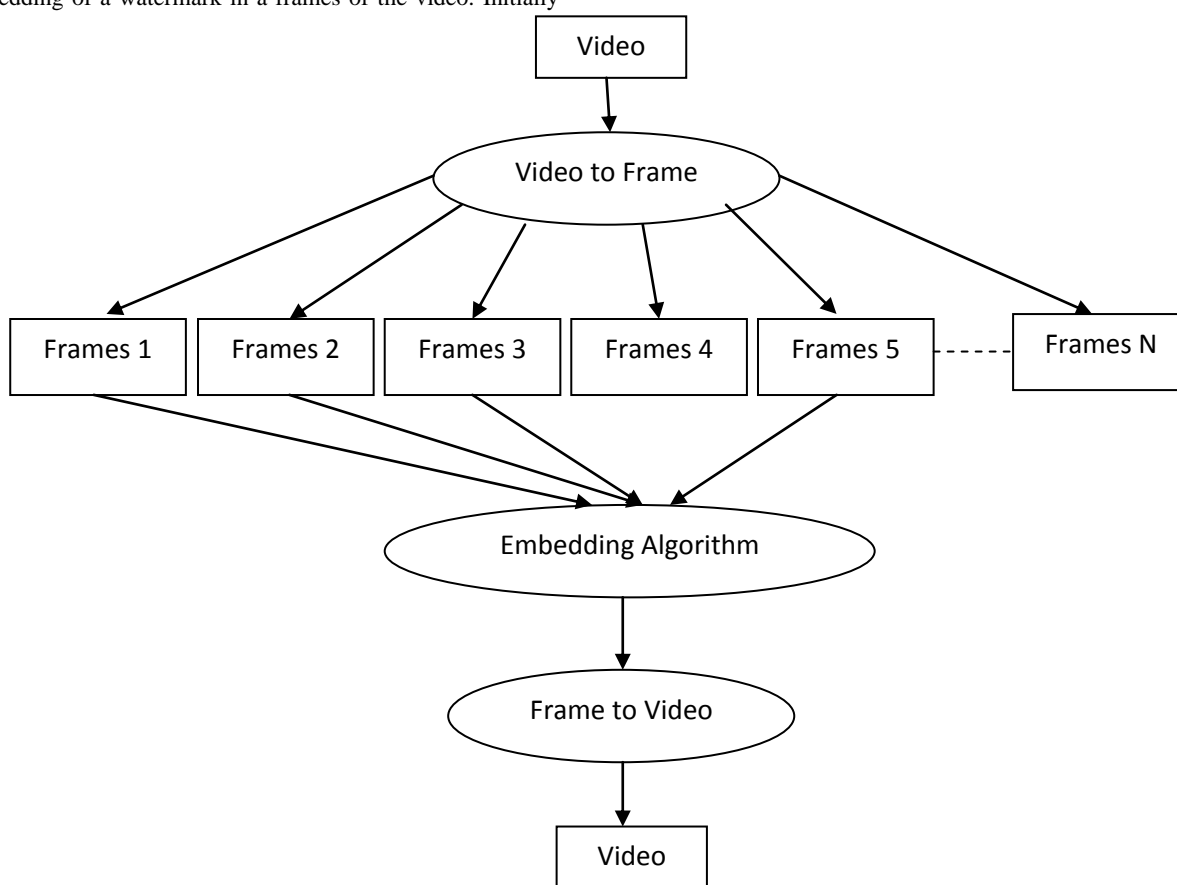 of a watermark in a frames of the video. Initially
Video
Video to Frame
Frames 1
Frames 2
Frames 3
Frames 4
Frames 5
Frames N
Embedding Algorithm
Frame to Video
Video